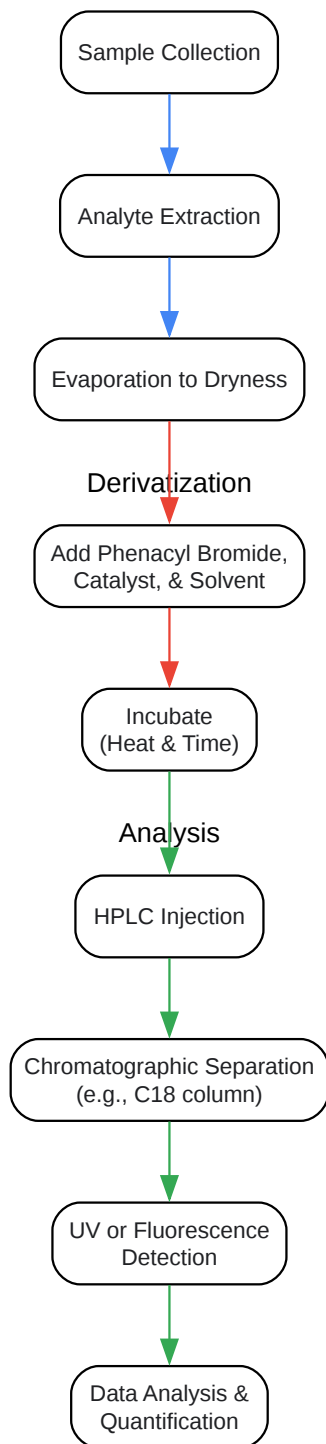 Sample Collection
Analyte Extraction
Evaporation to Dryness
Derivatization
Add Phenacyl Bromide,
Catalyst, & Solvent
Incubate
(Heat & Time)
Analysis
HPLC Injection
Chromatographic Separation
(e.g., C18 column)
UV or Fluorescence
Detection
Data Analysis &
Quantification